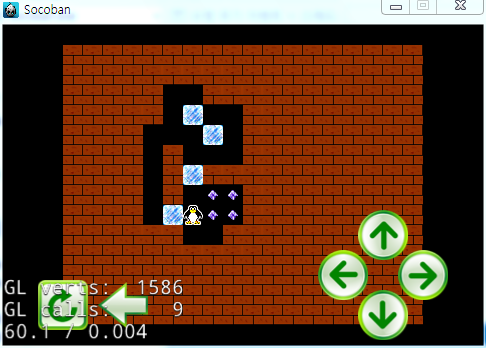 Socoban
GL verts: 1586
GL calls: 9
60.1 / 0.004